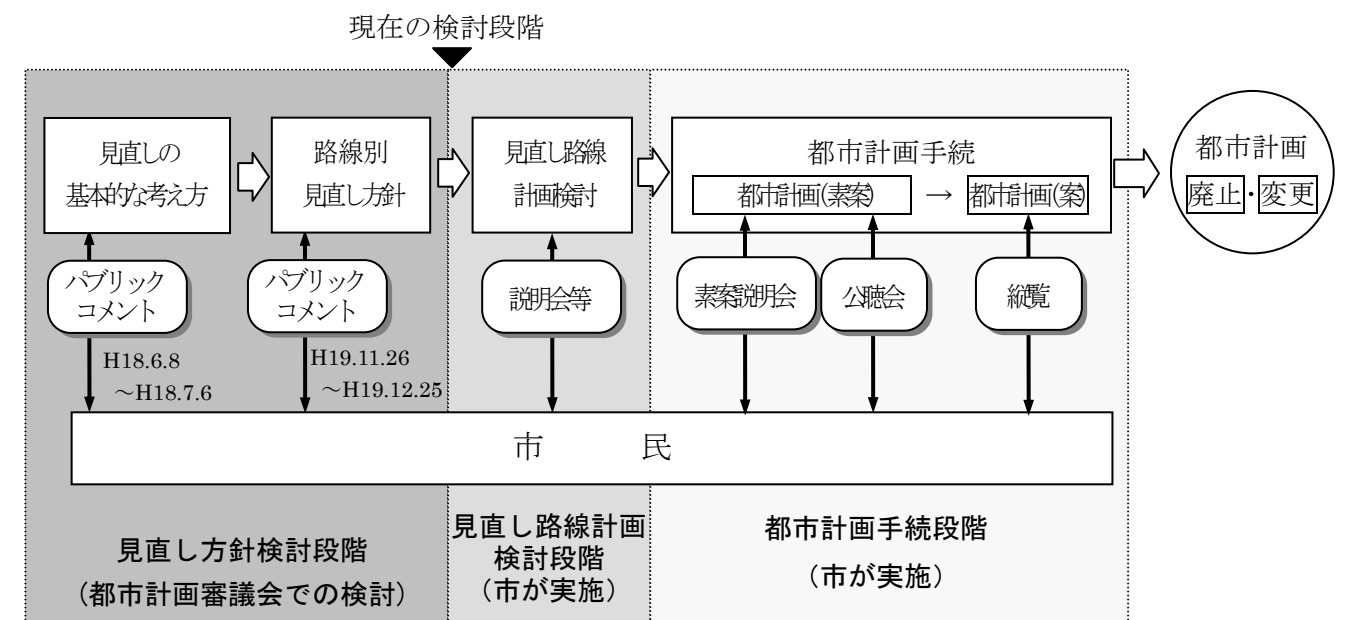 現在の検討段階
見直しの
基本的な考え方
路線別
見直し方針
見直し路線
計画検討
都市計画手続
都市計画(素案)
→
都市計画(案)
都市計画
廃止・変更
パブリック
コメント
パブリック
コメント
説明会等
素案説明会
公聴会
縦覧
H18.6.8
～H18.7.6
H19.11.26
～H19.12.25
市　民
見直し方針検討段階
（都市計画審議会での検討）
見直し路線計画
検討段階
（市が実施）
都市計画手続段階
（市が実施）